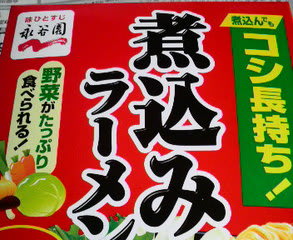 味ひとすじ
永谷園
煮込み
ラーメン
煮込んでも
コシ長持ち!
野菜がたっぷり
食べられる!